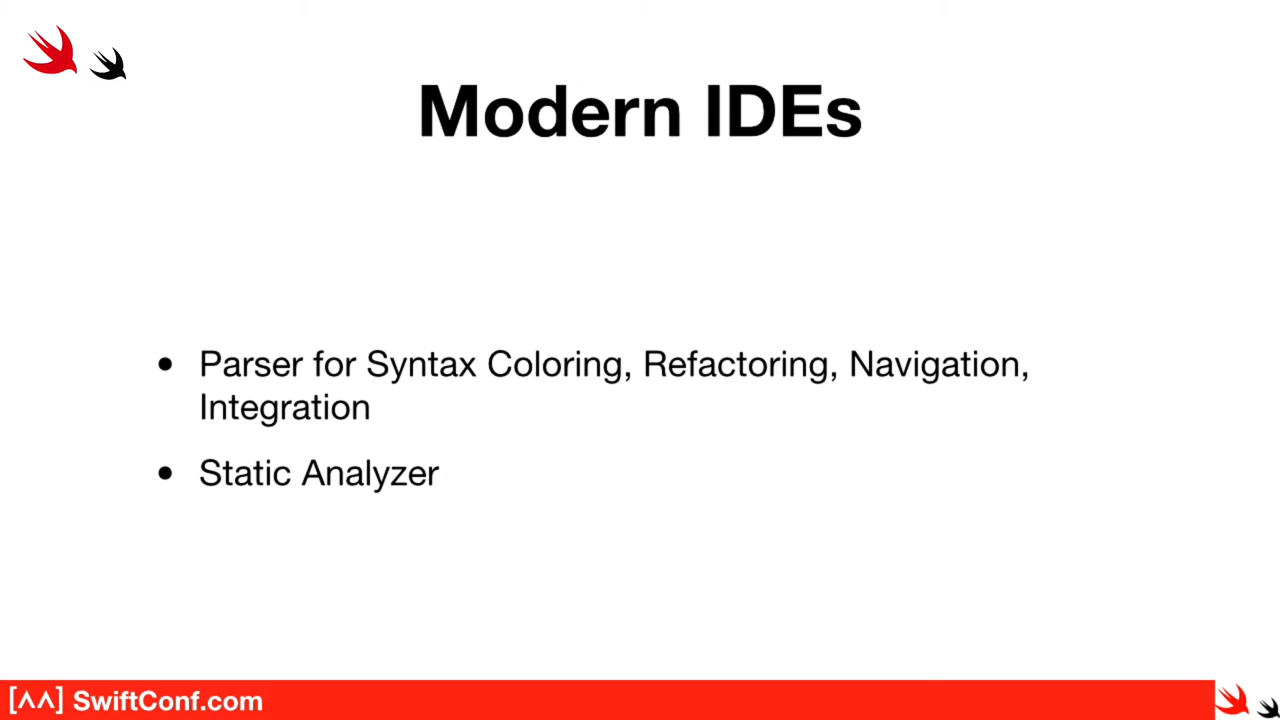 Modern IDEs
• Parser for Syntax Coloring, Refactoring, Navigation,
Integration
• Static Analyzer
[^^] SwiftConf.com